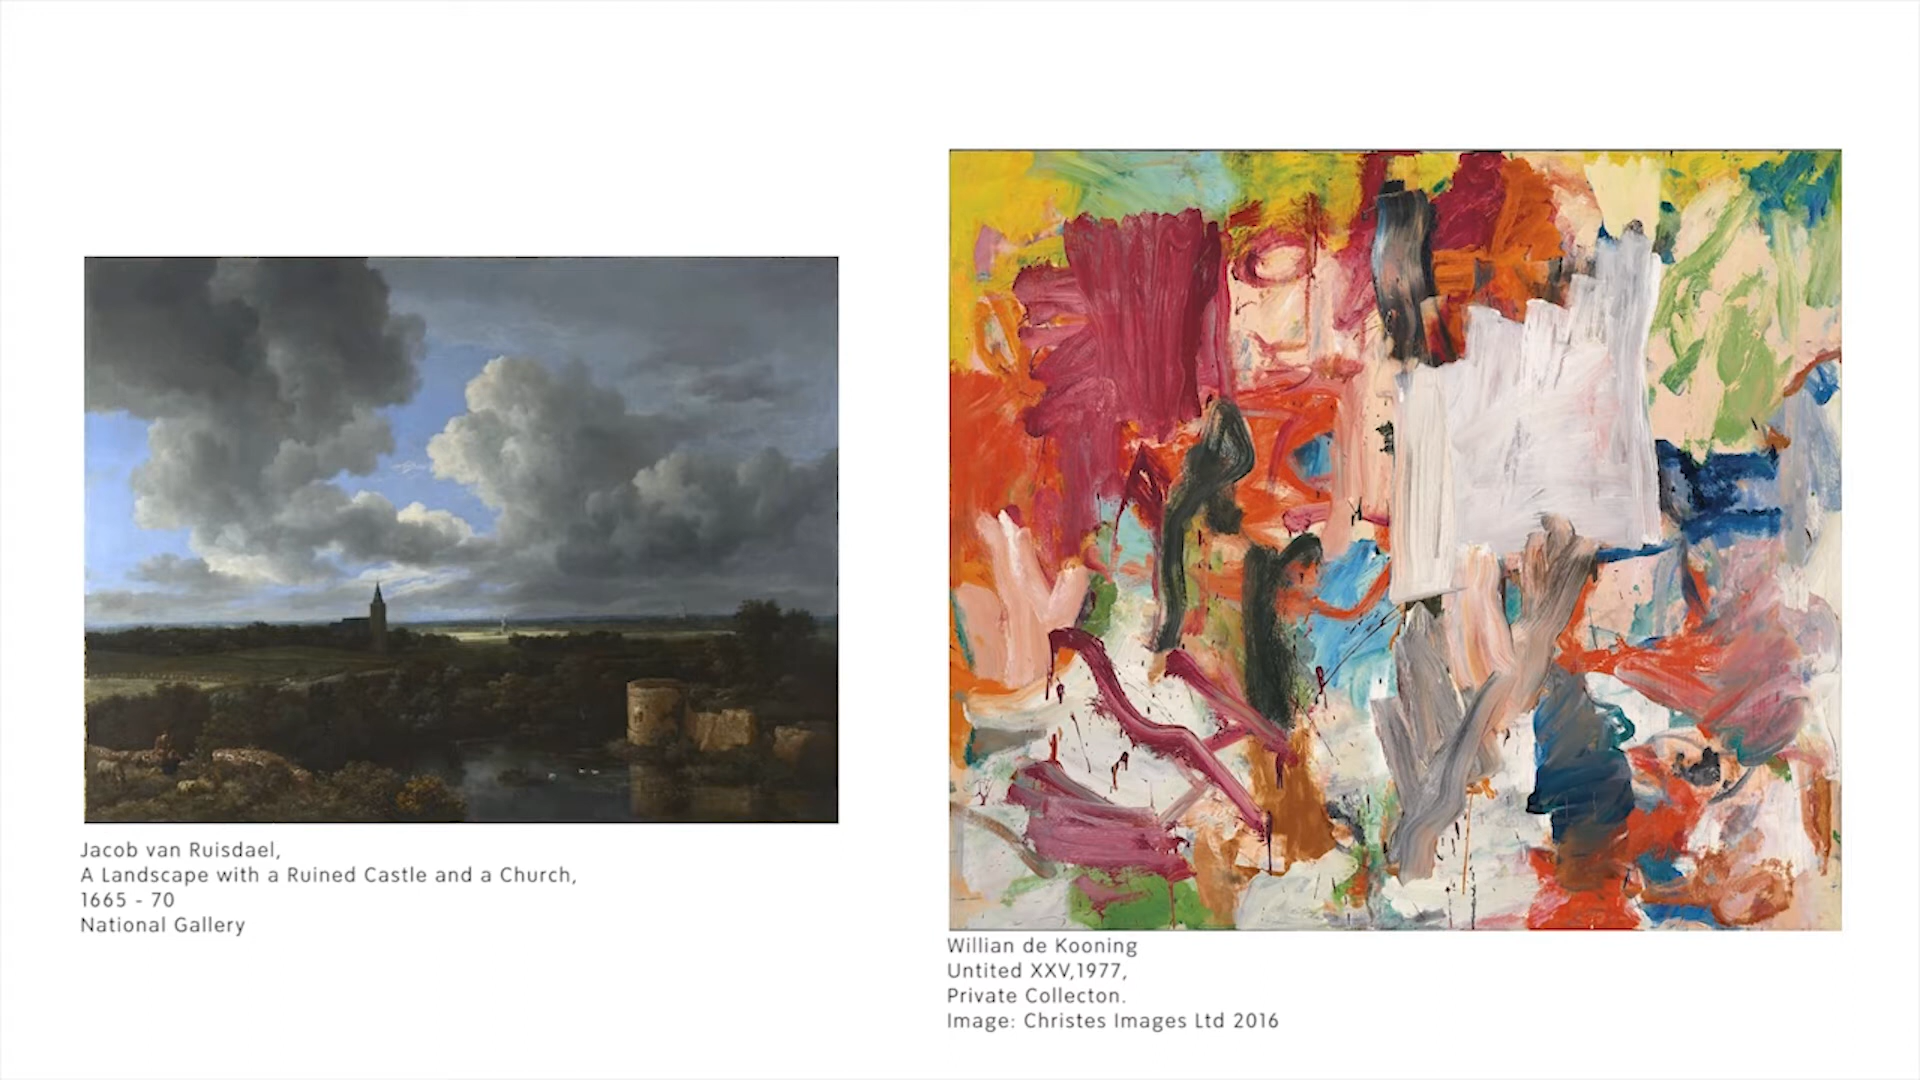 Jacob van Ruisdael,
A Landscape with a Ruined Castle and a Church,
1665 - 70
National Gallery
Willian de Kooning
Untited XXV,1977,
Private Collecton.
Image: Christes Images Ltd 2016